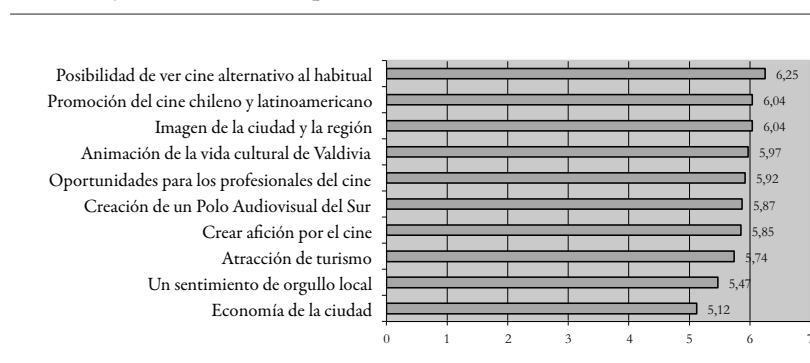 Posibilidad de ver cine alternativo al habitual 6,25
Promoción del cine chileno y latinoamericano 6,04
Imagen de la ciudad y la región 6,04
Animación de la vida cultural de Valdivia 5,97
Oportunidades para los profesionales del cine 5,92
Creación de un Polo Audiovisual del Sur 5,87
Crear afición por el cine 5,85
Atracción de turismo 5,74
Un sentimiento de orgullo local 5,47
Economía de la ciudad 5,12
0 1 2 3 4 5 6